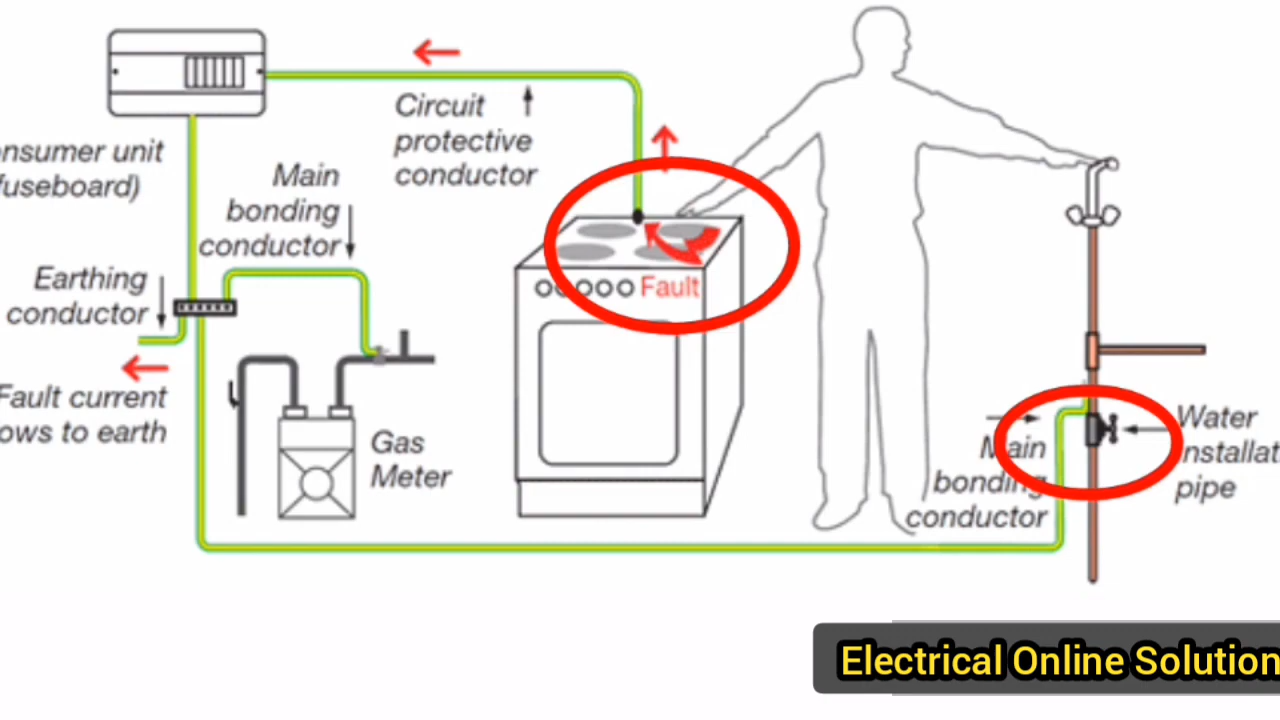 Circuit
protective
conductor
onsumer unit
fuseboard)
Main
bonding
conductor
Earthing
conductor
Fault current
ows to earth
Gas
Meter
Fault
Main
bonding
conductor
Water
nstallat
pipe
Electrical Online Solution